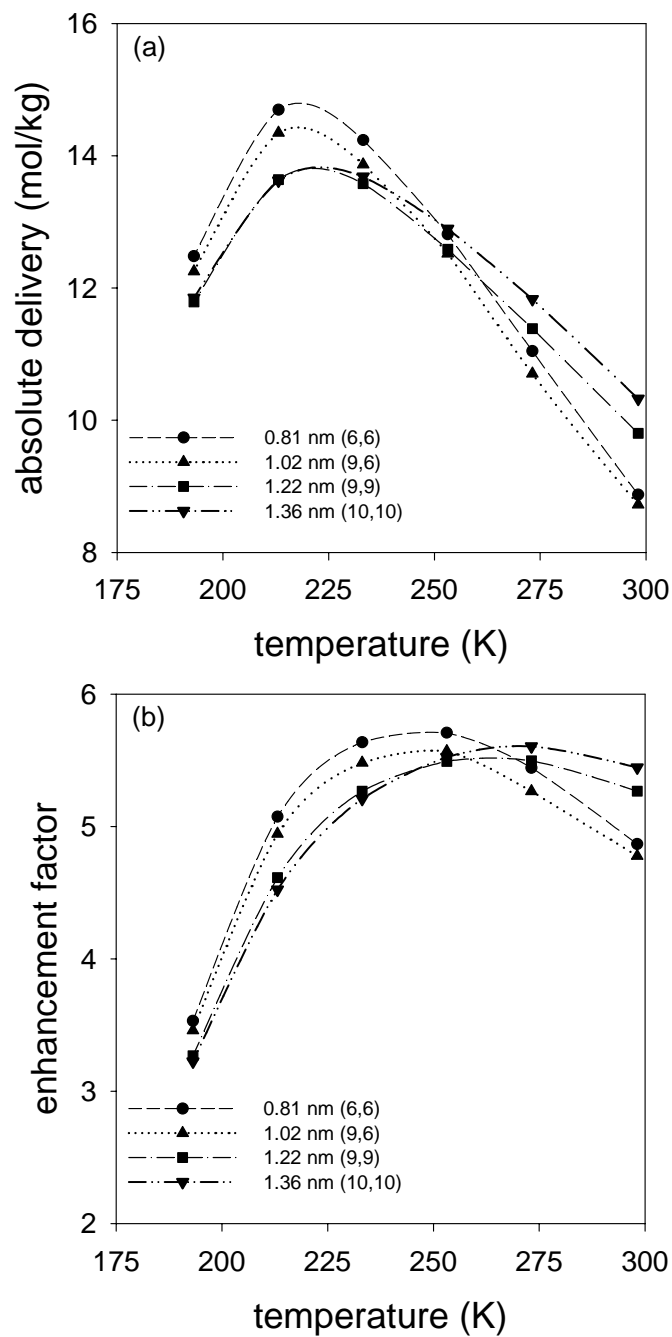 16
(a)
14
12
10
8
absolute delivery (mol/kg)
0.81 nm (6,6)
1.02 nm (9,6)
1.22 nm (9,9)
1.36 nm (10,10)
175 200 225 250 275 300
temperature (K)
6
(b)
5
4
3
2
enhancement factor
0.81 nm (6,6)
1.02 nm (9,6)
1.22 nm (9,9)
1.36 nm (10,10)
175 200 225 250 275 300
temperature (K)